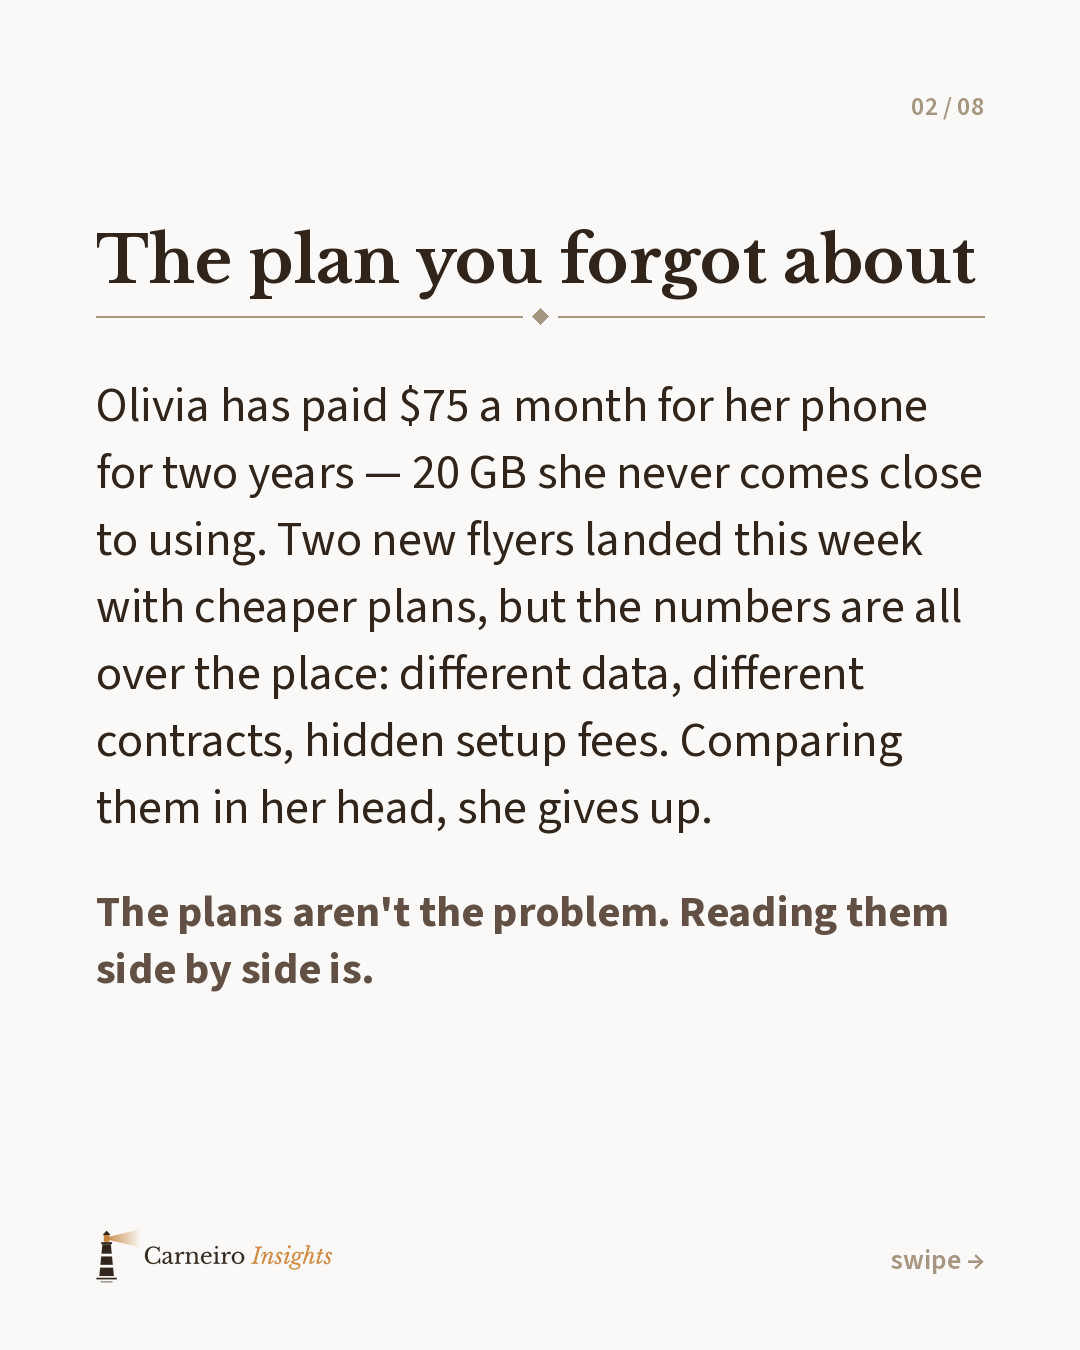 02 / 08
The plan you forgot about
Olivia has paid $75 a month for her phone
for two years — 20 GB she never comes close
to using. Two new flyers landed this week
with cheaper plans, but the numbers are all
over the place: different data, different
contracts, hidden setup fees. Comparing
them in her head, she gives up.
The plans aren't the problem. Reading them
side by side is.
Carneiro Insights
swipe →